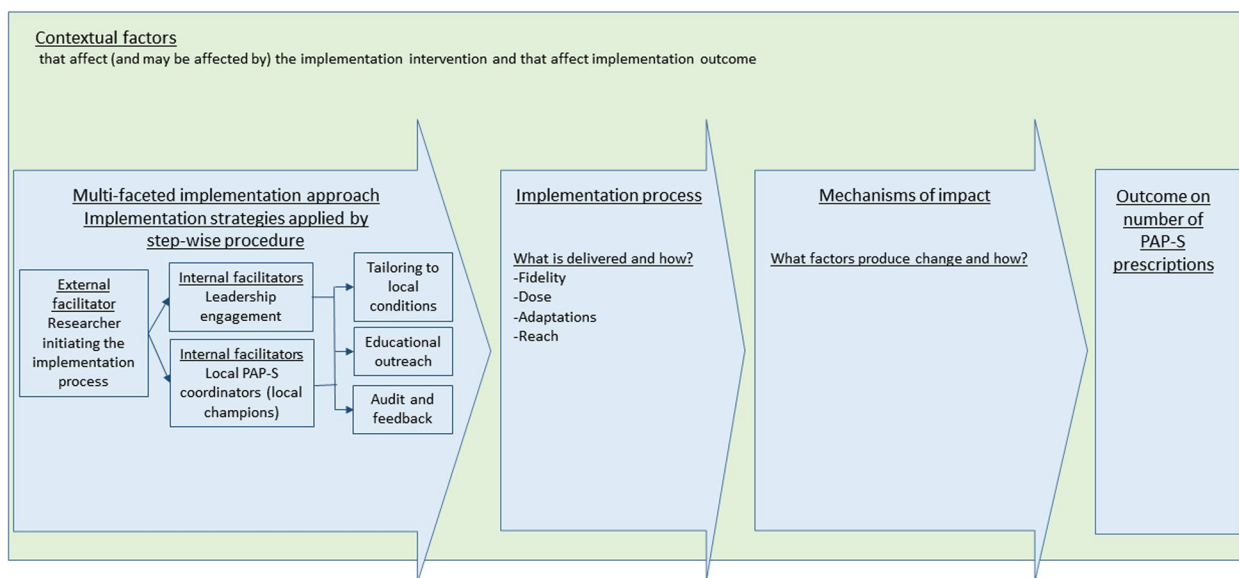 Contextual factors
that affect (and may be affected by) the implementation intervention and that affect implementation outcome
Multi-faceted implementation approach
Implementation strategies applied by
step-wise procedure
External
facilitator
Researcher
initiating the
implementation
process
Internal facilitators
Leadership
engagement
Internal facilitators
Local PAP-S
coordinators (local
champions)
Tailoring to
local
conditions
Educational
outreach
Audit and
feedback
Implementation process
What is delivered and how?
-Fidelity
-Dose
-Adaptations
-Reach
Mechanisms of impact
What factors produce change and how?
Outcome on
number of
PAP-S
prescriptions